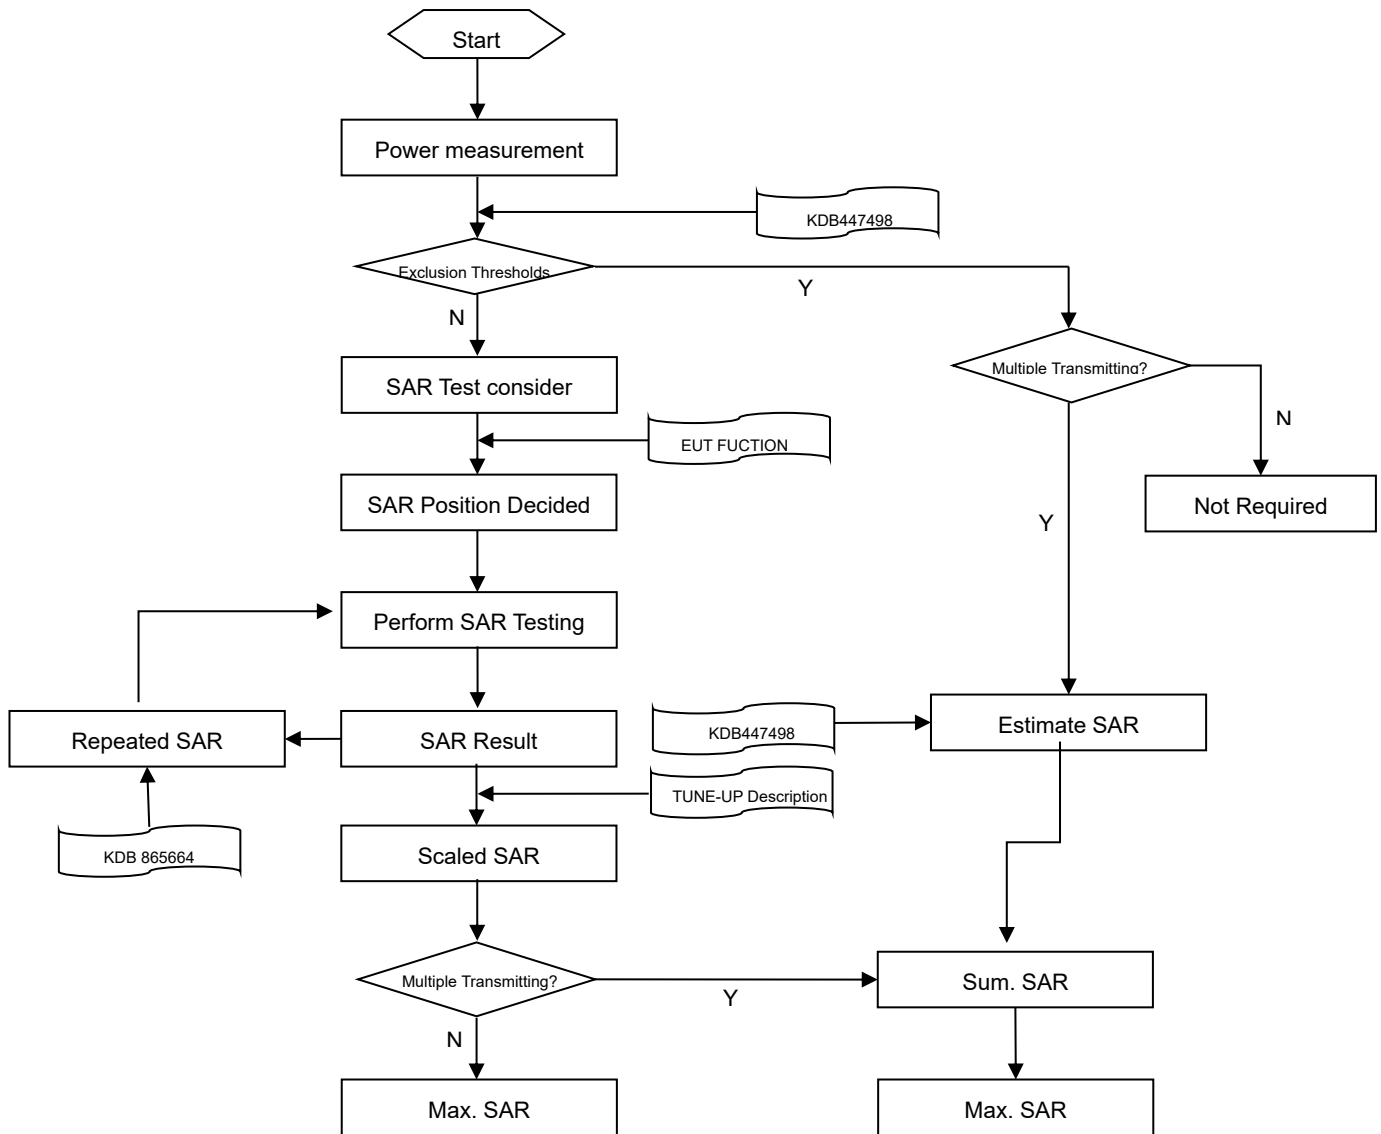 Start
Power measurement
KDB447498
Exclusion Thresholds
Y
N
Multiple Transmitting?
SAR Test consider
N
EUT FUCTION
SAR Position Decided
Not Required
Y
Perform SAR Testing
Repeated SAR
SAR Result
KDB447498
Estimate SAR
TUNE-UP Description
KDB 865664
Scaled SAR
Multiple Transmitting?
Y
Sum. SAR
N
Max. SAR
Max. SAR